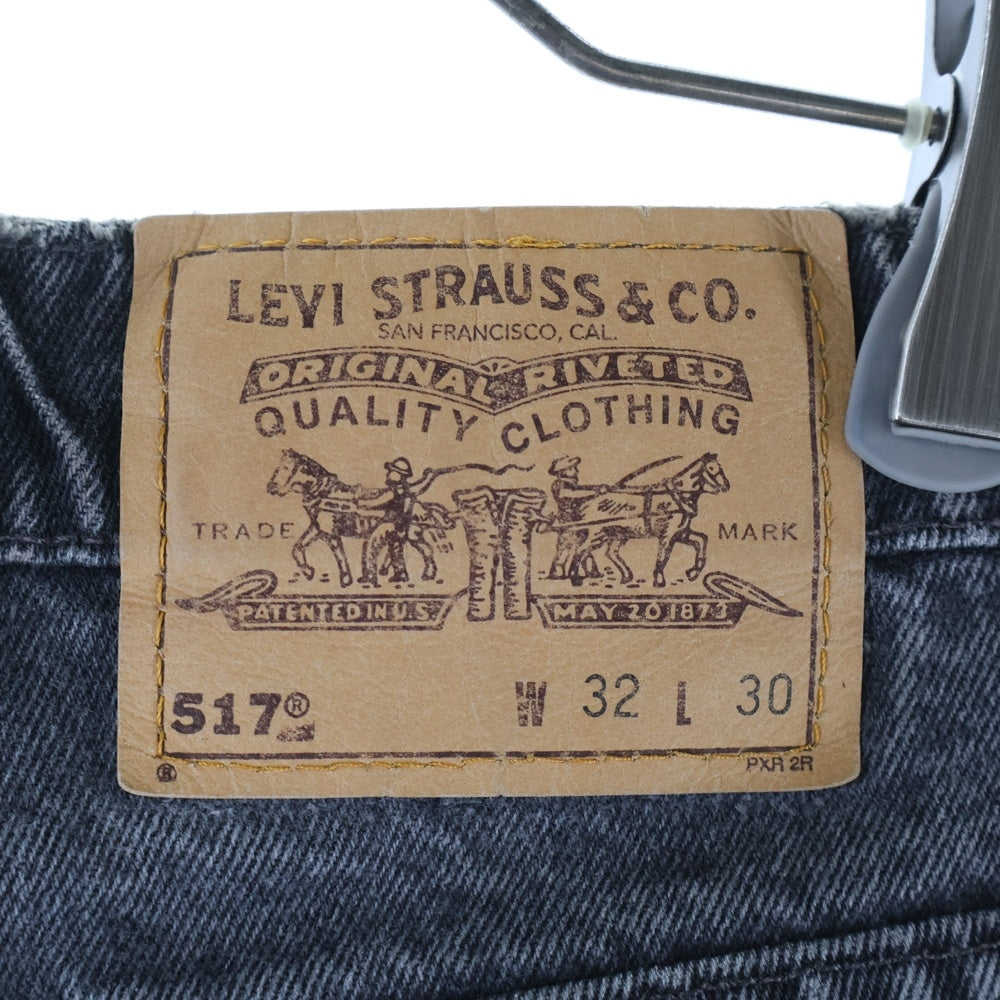 LEVI STRAUSS & CO.
SAN FRANCISCO, CAL.
ORIGINAL RIVETED
QUALITY CLOTHING
TRADE MARK
PATENTED IN U.S. MAY 20 1873
517® W 32 L 30
® PXR 2R